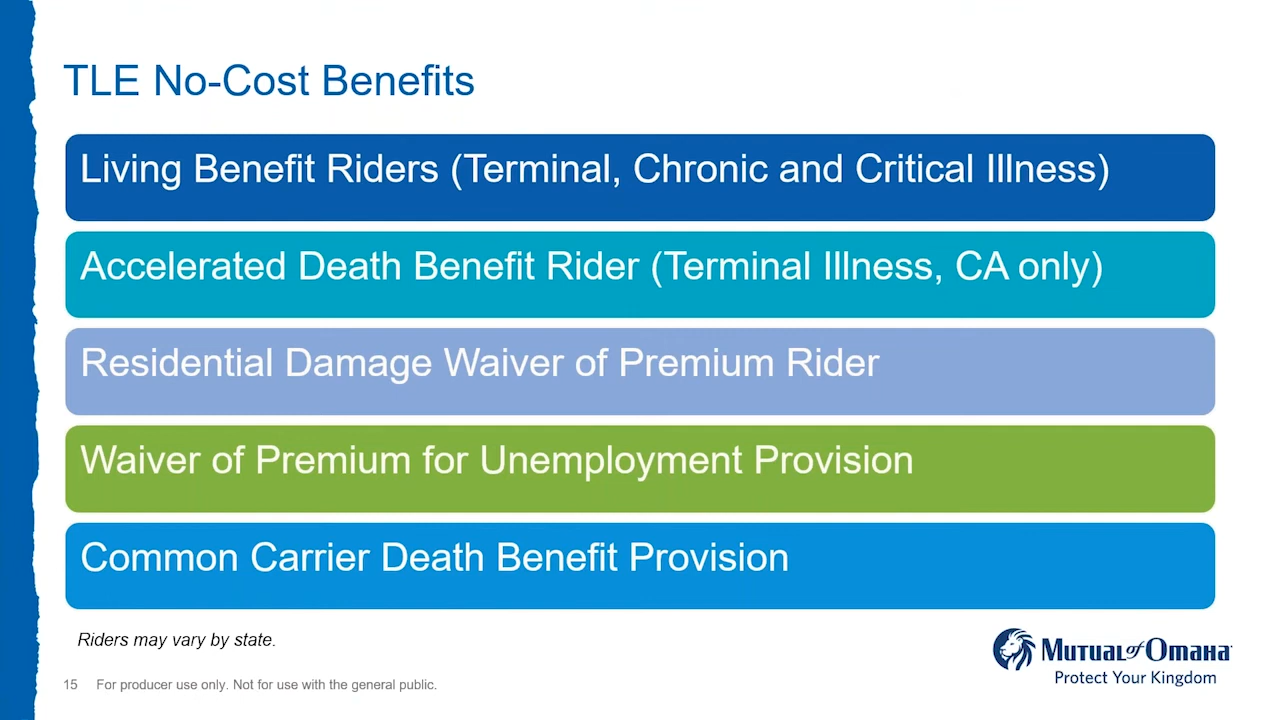 TLE No-Cost Benefits
Living Benefit Riders (Terminal, Chronic and Critical Illness)
Accelerated Death Benefit Rider (Terminal Illness, CA only)
Residential Damage Waiver of Premium Rider
Waiver of Premium for Unemployment Provision
Common Carrier Death Benefit Provision
Riders may vary by state.
Mutual of Omaha
Protect Your Kingdom
15 For producer use only. Not for use with the general public.